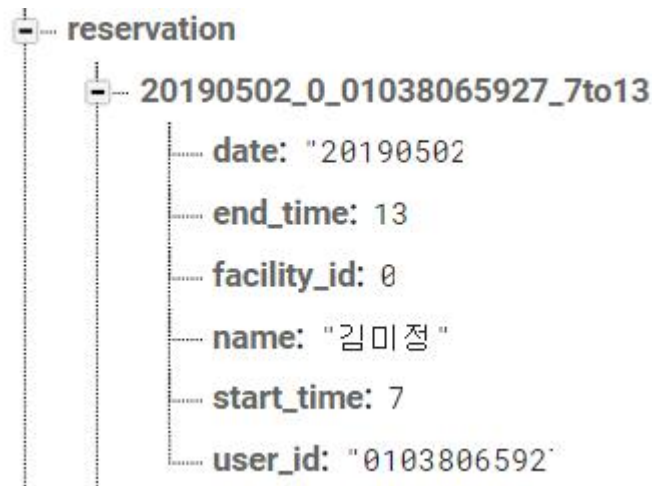 reservation
20190502_0_01038065927_7to13
date: "20190502
end_time: 13
facility_id: 0
name: "김미정"
start_time: 7
user_id: "0103806592